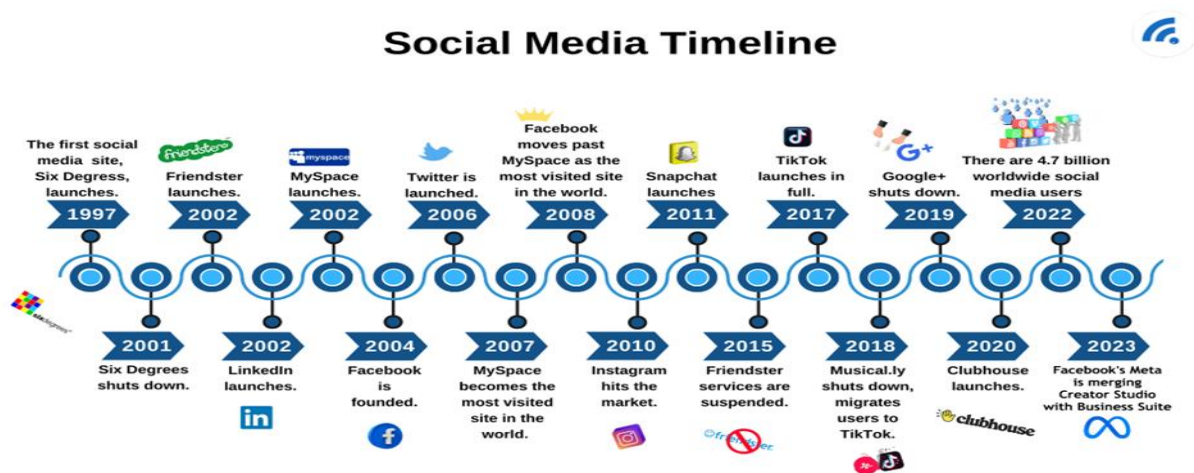 Social Media Timeline
The first social
media site,
Six Degress,
launches.
1997
friendster
Friendster
launches.
2002
myspace
MySpace
launches.
2002
Twitter is
launched.
2006
Facebook
moves past
MySpace as the
most visited site
in the world.
2008
Snapchat
launches
2011
TikTok
launches in
full.
2017
G+
Google+
shuts down.
2019
There are 4.7 billion
worldwide social
media users
2022
sixdegrees™
2001
Six Degrees
shuts down.
2002
LinkedIn
launches.
in
2004
Facebook
is
founded.
f
2007
MySpace
becomes the
most visited
site in the
world.
2010
Instagram
hits the
market.
2015
Friendster
services are
suspended.
friendster.
2018
Musical.ly
shuts down,
migrates
users to
TikTok.
2020
Clubhouse
launches.
clubhouse
2023
Facebook's Meta
is merging
Creator Studio
with Business Suite